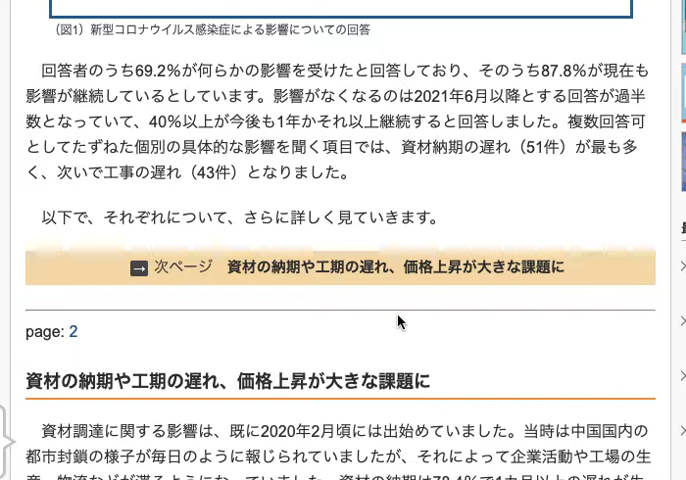 （図1）新型コロナウイルス感染症による影響についての回答
回答者のうち69.2%が何らかの影響を受けたと回答しており、そのうち87.8%が現在も
影響が継続しているとしています。影響がなくなるのは2021年6月以降とする回答が過半
数となっていて、40%以上が今後も1年かそれ以上継続すると回答しました。複数回答可
としてたずねた個別の具体的な影響を聞く項目では、資材納期の遅れ（51件）が最も多
く、次いで工事の遅れ（43件）となりました。
以下で、それぞれについて、さらに詳しく見ていきます。
→ 次ページ 資材の納期や工期の遅れ、価格上昇が大きな課題に
page: 2
資材の納期や工期の遅れ、価格上昇が大きな課題に
資材調達に関する影響は、既に2020年2月頃には出始めていました。当時は中国国内の
都市封鎖の様子が毎日のように報じられていましたが、それによって企業活動や工場の生